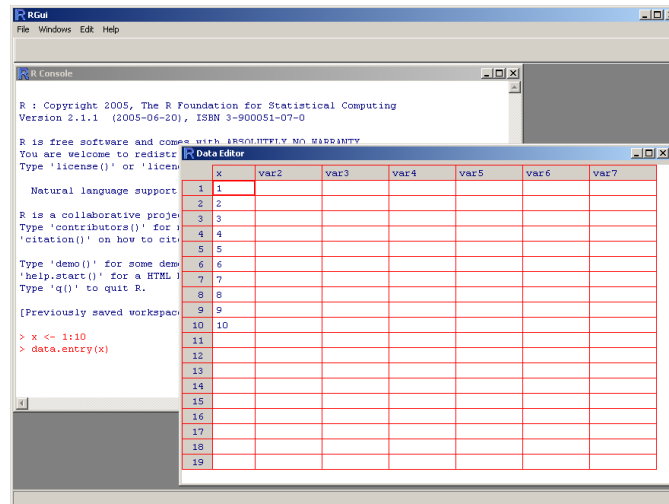 RGui
File Windows Edit Help
R Console
R : Copyright 2005, The R Foundation for Statistical Computing
Version 2.1.1 (2005-06-20), ISBN 3-900051-07-0
R is free software and comes with ABSOLUTELY NO WARRANTY
You are welcome to redistr
Type 'license()' or 'licen
Natural language support
R is a collaborative proje
Type 'contributors()' for
'citation()' on how to cit
Type 'demo()' for some dem
'help.start()' for a HTML
Type 'q()' to quit R.
[Previously saved workspac
> x <- 1:10
> data.entry(x)
Data Editor
x var2 var3 var4 var5 var6 var7
1 1
2 2
3 3
4 4
5 5
6 6
7 7
8 8
9 9
10 10
11
12
13
14
15
16
17
18
19